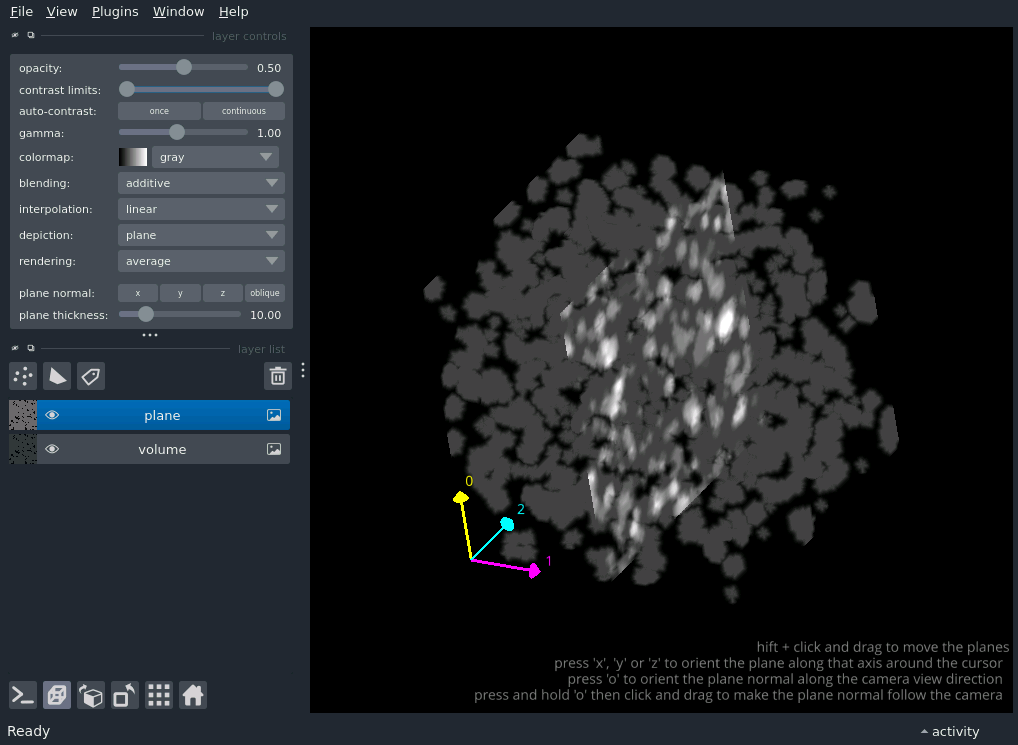 File View Plugins Window Help
layer controls
opacity: 0.50
contrast limits:
auto-contrast: once continuous
gamma: 1.00
colormap: gray
blending: additive
interpolation: linear
depiction: plane
rendering: average
plane normal: x y z oblique
plane thickness: 10.00
layer list
plane
volume
0
2
1
hift + click and drag to move the planes
press 'x', 'y' or 'z' to orient the plane along that axis around the cursor
press 'o' to orient the plane normal along the camera view direction
press and hold 'o' then click and drag to make the plane normal follow the camera
Ready activity